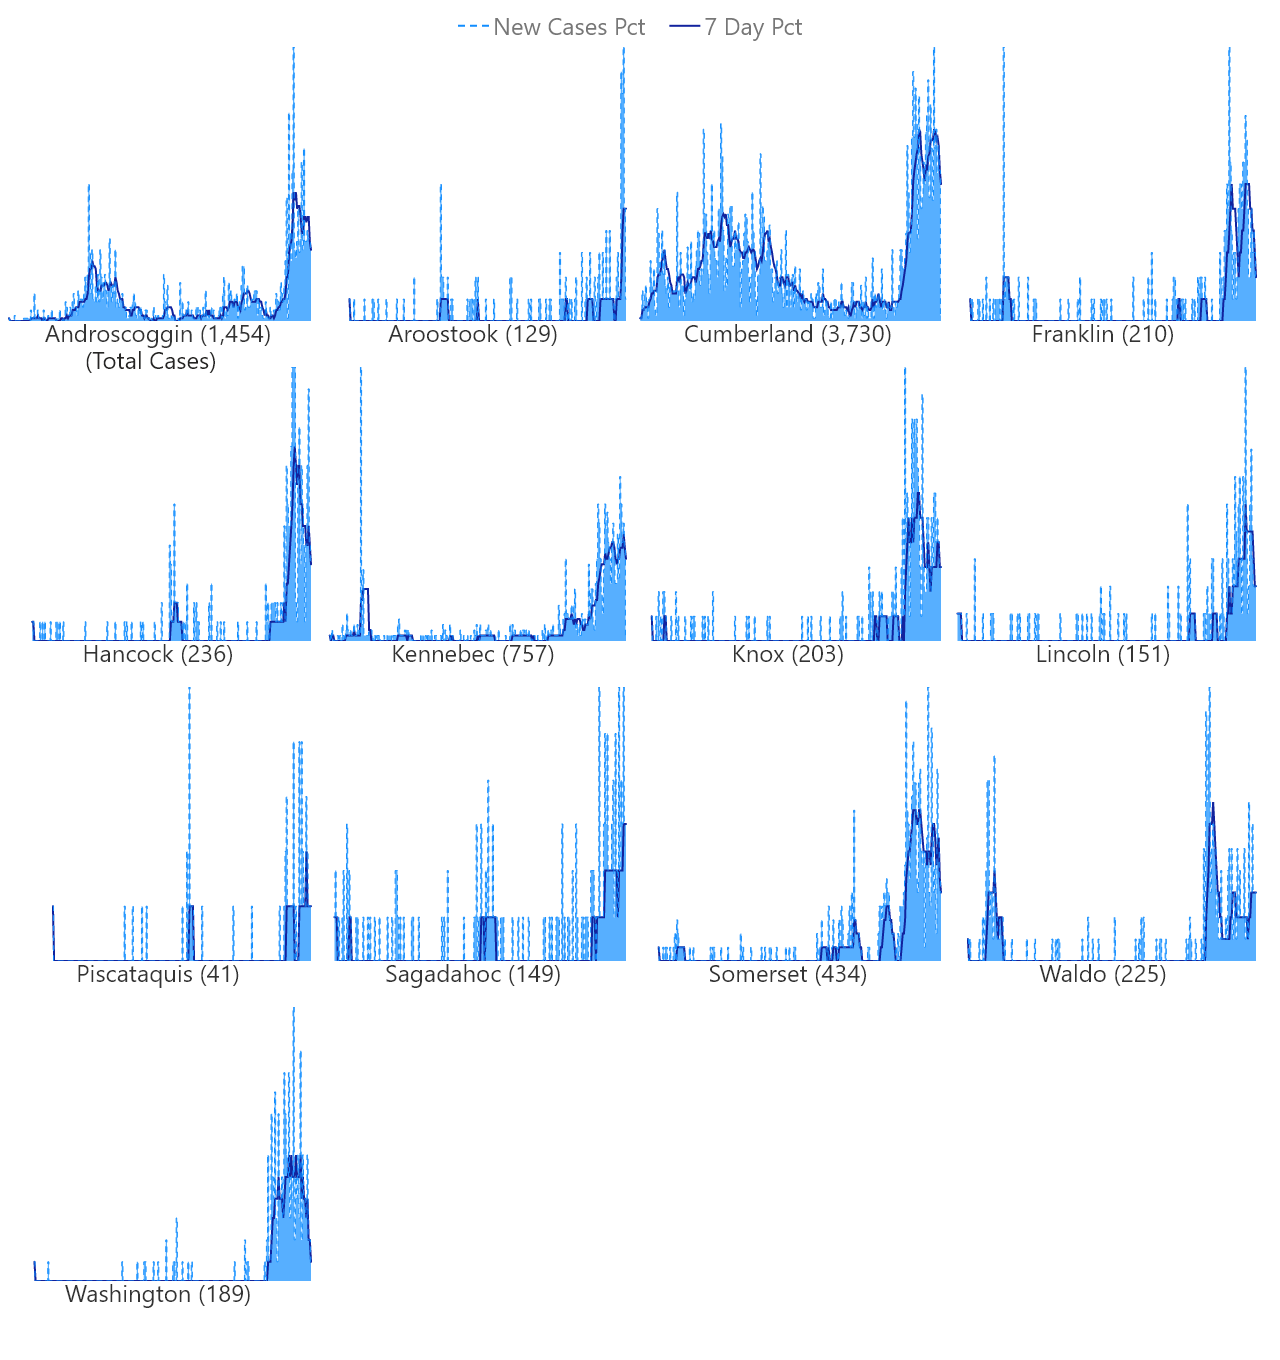 New Cases Pct 7 Day Pct
Androscoggin (1,454) Aroostook (129) Cumberland (3,730) Franklin (210)
(Total Cases)
Hancock (236) Kennebec (757) Knox (203) Lincoln (151)
Piscataquis (41) Sagadahoc (149) Somerset (434) Waldo (225)
Washington (189)